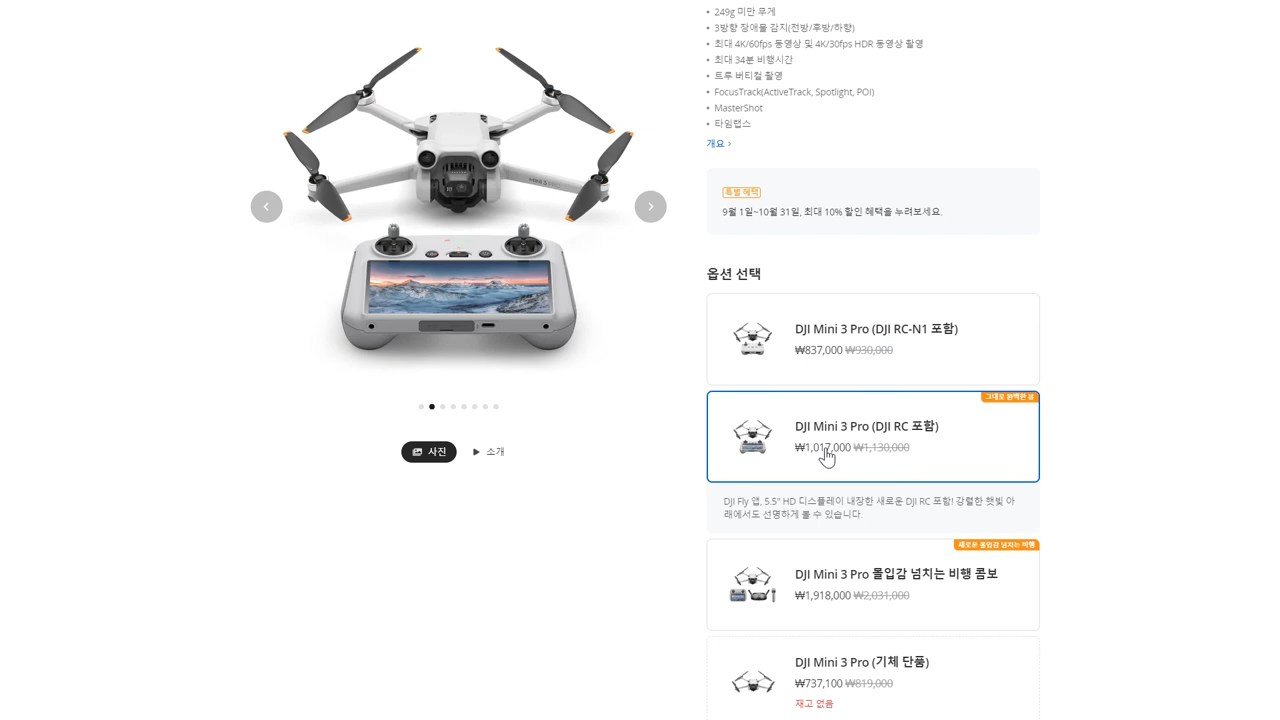 249g 미만 무게
3방향 장애물 감지(전방/후방/하향)
최대 4K/60fps 동영상 및 4K/30fps HDR 동영상 촬영
최대 34분 비행시간
트루 버티컬 촬영
FocusTrack(ActiveTrack, Spotlight, POI)
MasterShot
타임랩스
개요 >
특별 혜택
9월 1일~10월 31일, 최대 10% 할인 혜택을 누려보세요.
MINI 3 PRO
옵션 선택
DJI Mini 3 Pro (DJI RC-N1 포함)
₩837,000 ₩930,000
그대로 완벽한 몸
DJI Mini 3 Pro (DJI RC 포함)
₩1,017,000 ₩1,130,000
사진
소개
DJI Fly 앱, 5.5" HD 디스플레이 내장한 새로운 DJI RC 포함! 강렬한 햇빛 아
래에서도 선명하게 볼 수 있습니다.
새로운 몰입감 넘치는 비행
DJI Mini 3 Pro 몰입감 넘치는 비행 콤보
₩1,918,000 ₩2,031,000
DJI Mini 3 Pro (기체 단품)
₩737,100 ₩819,000
재고 없음